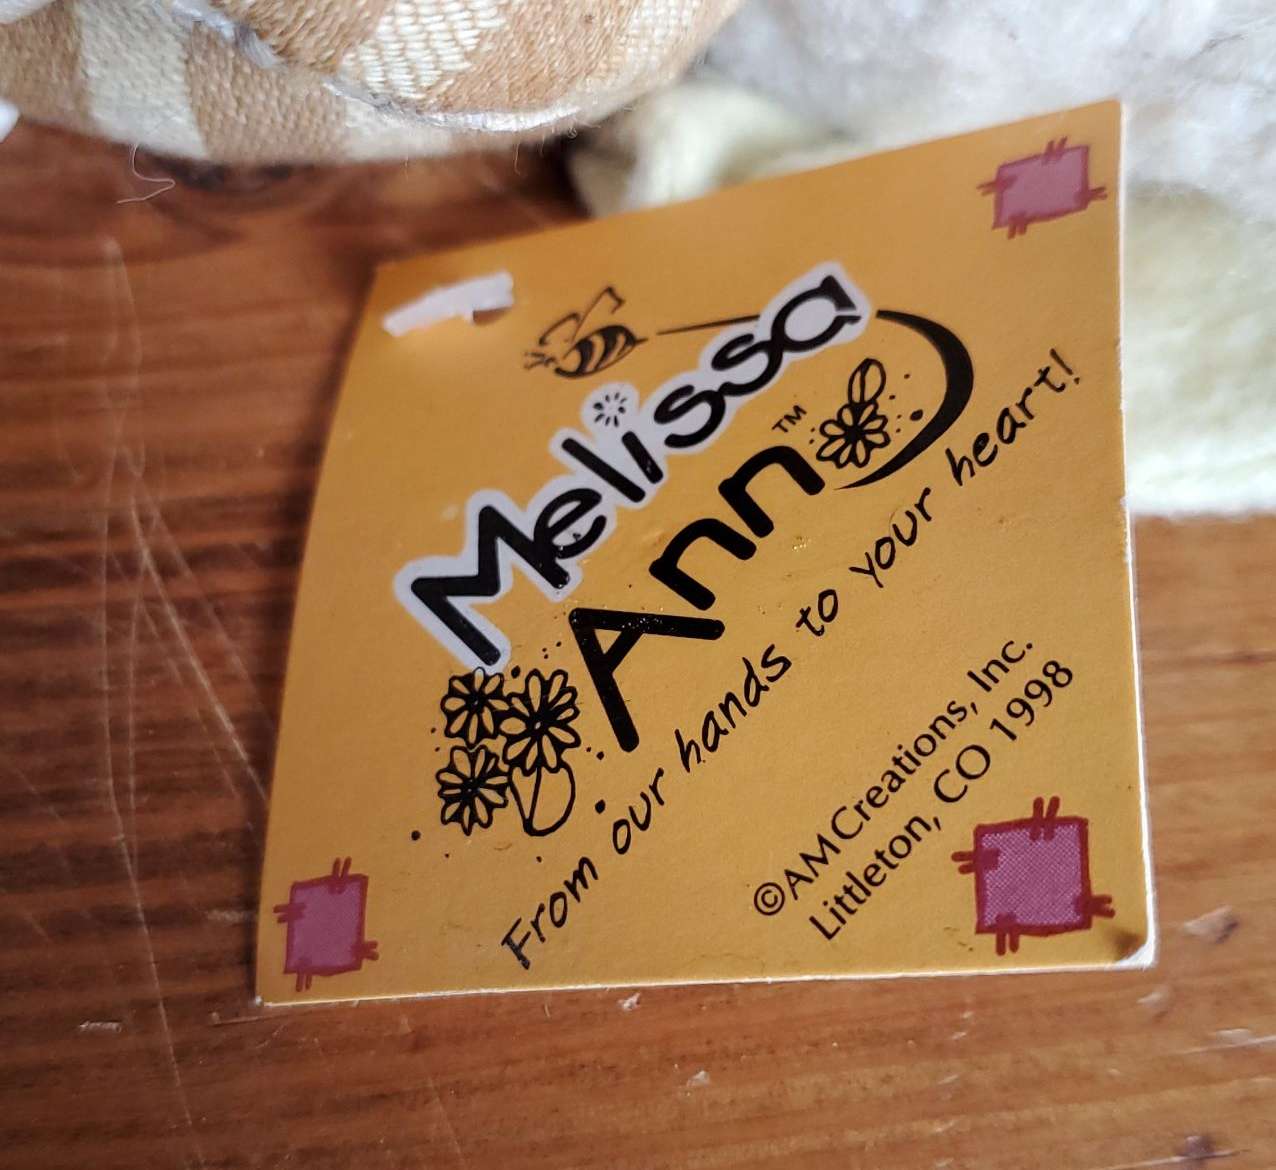 Melissa
Ann™
From our hands to your heart!
©AMCreations, Inc.
Littleton, CO 1998